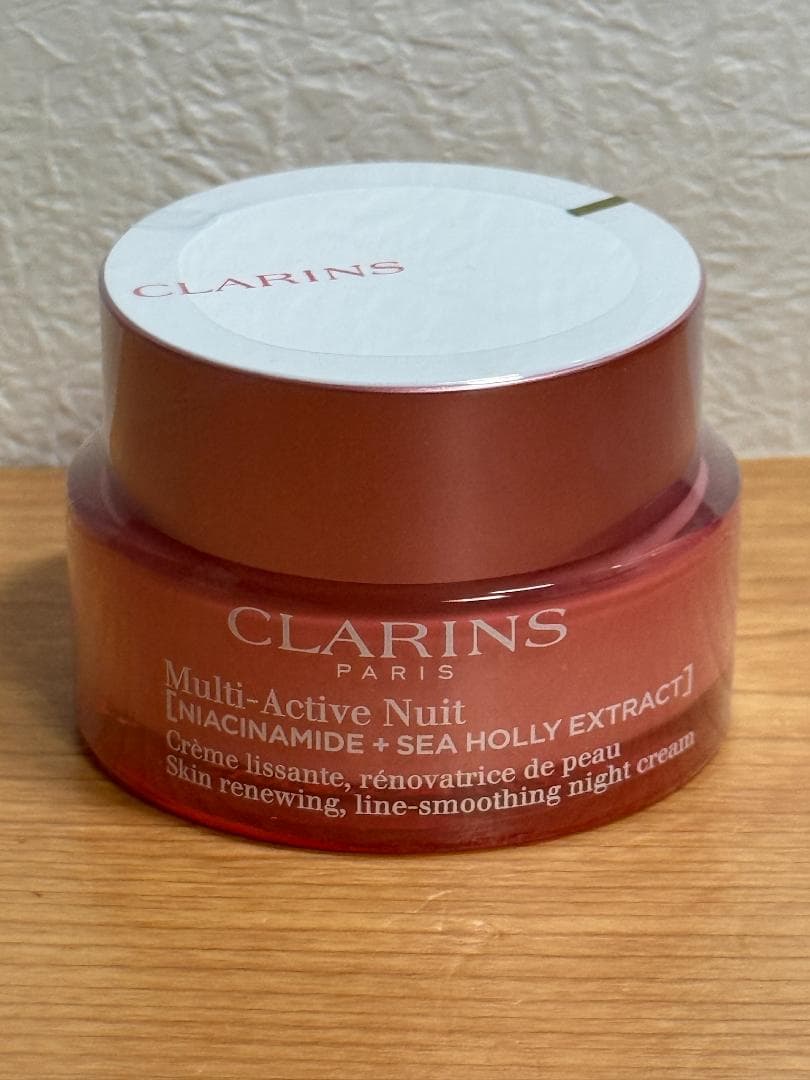 CLARINS
CLARINS
PARIS
Multi-Active Nuit
[NIACINAMIDE + SEA HOLLY EXTRACT]
Crème lissante, rénovatrice de peau
Skin renewing, line-smoothing night cream